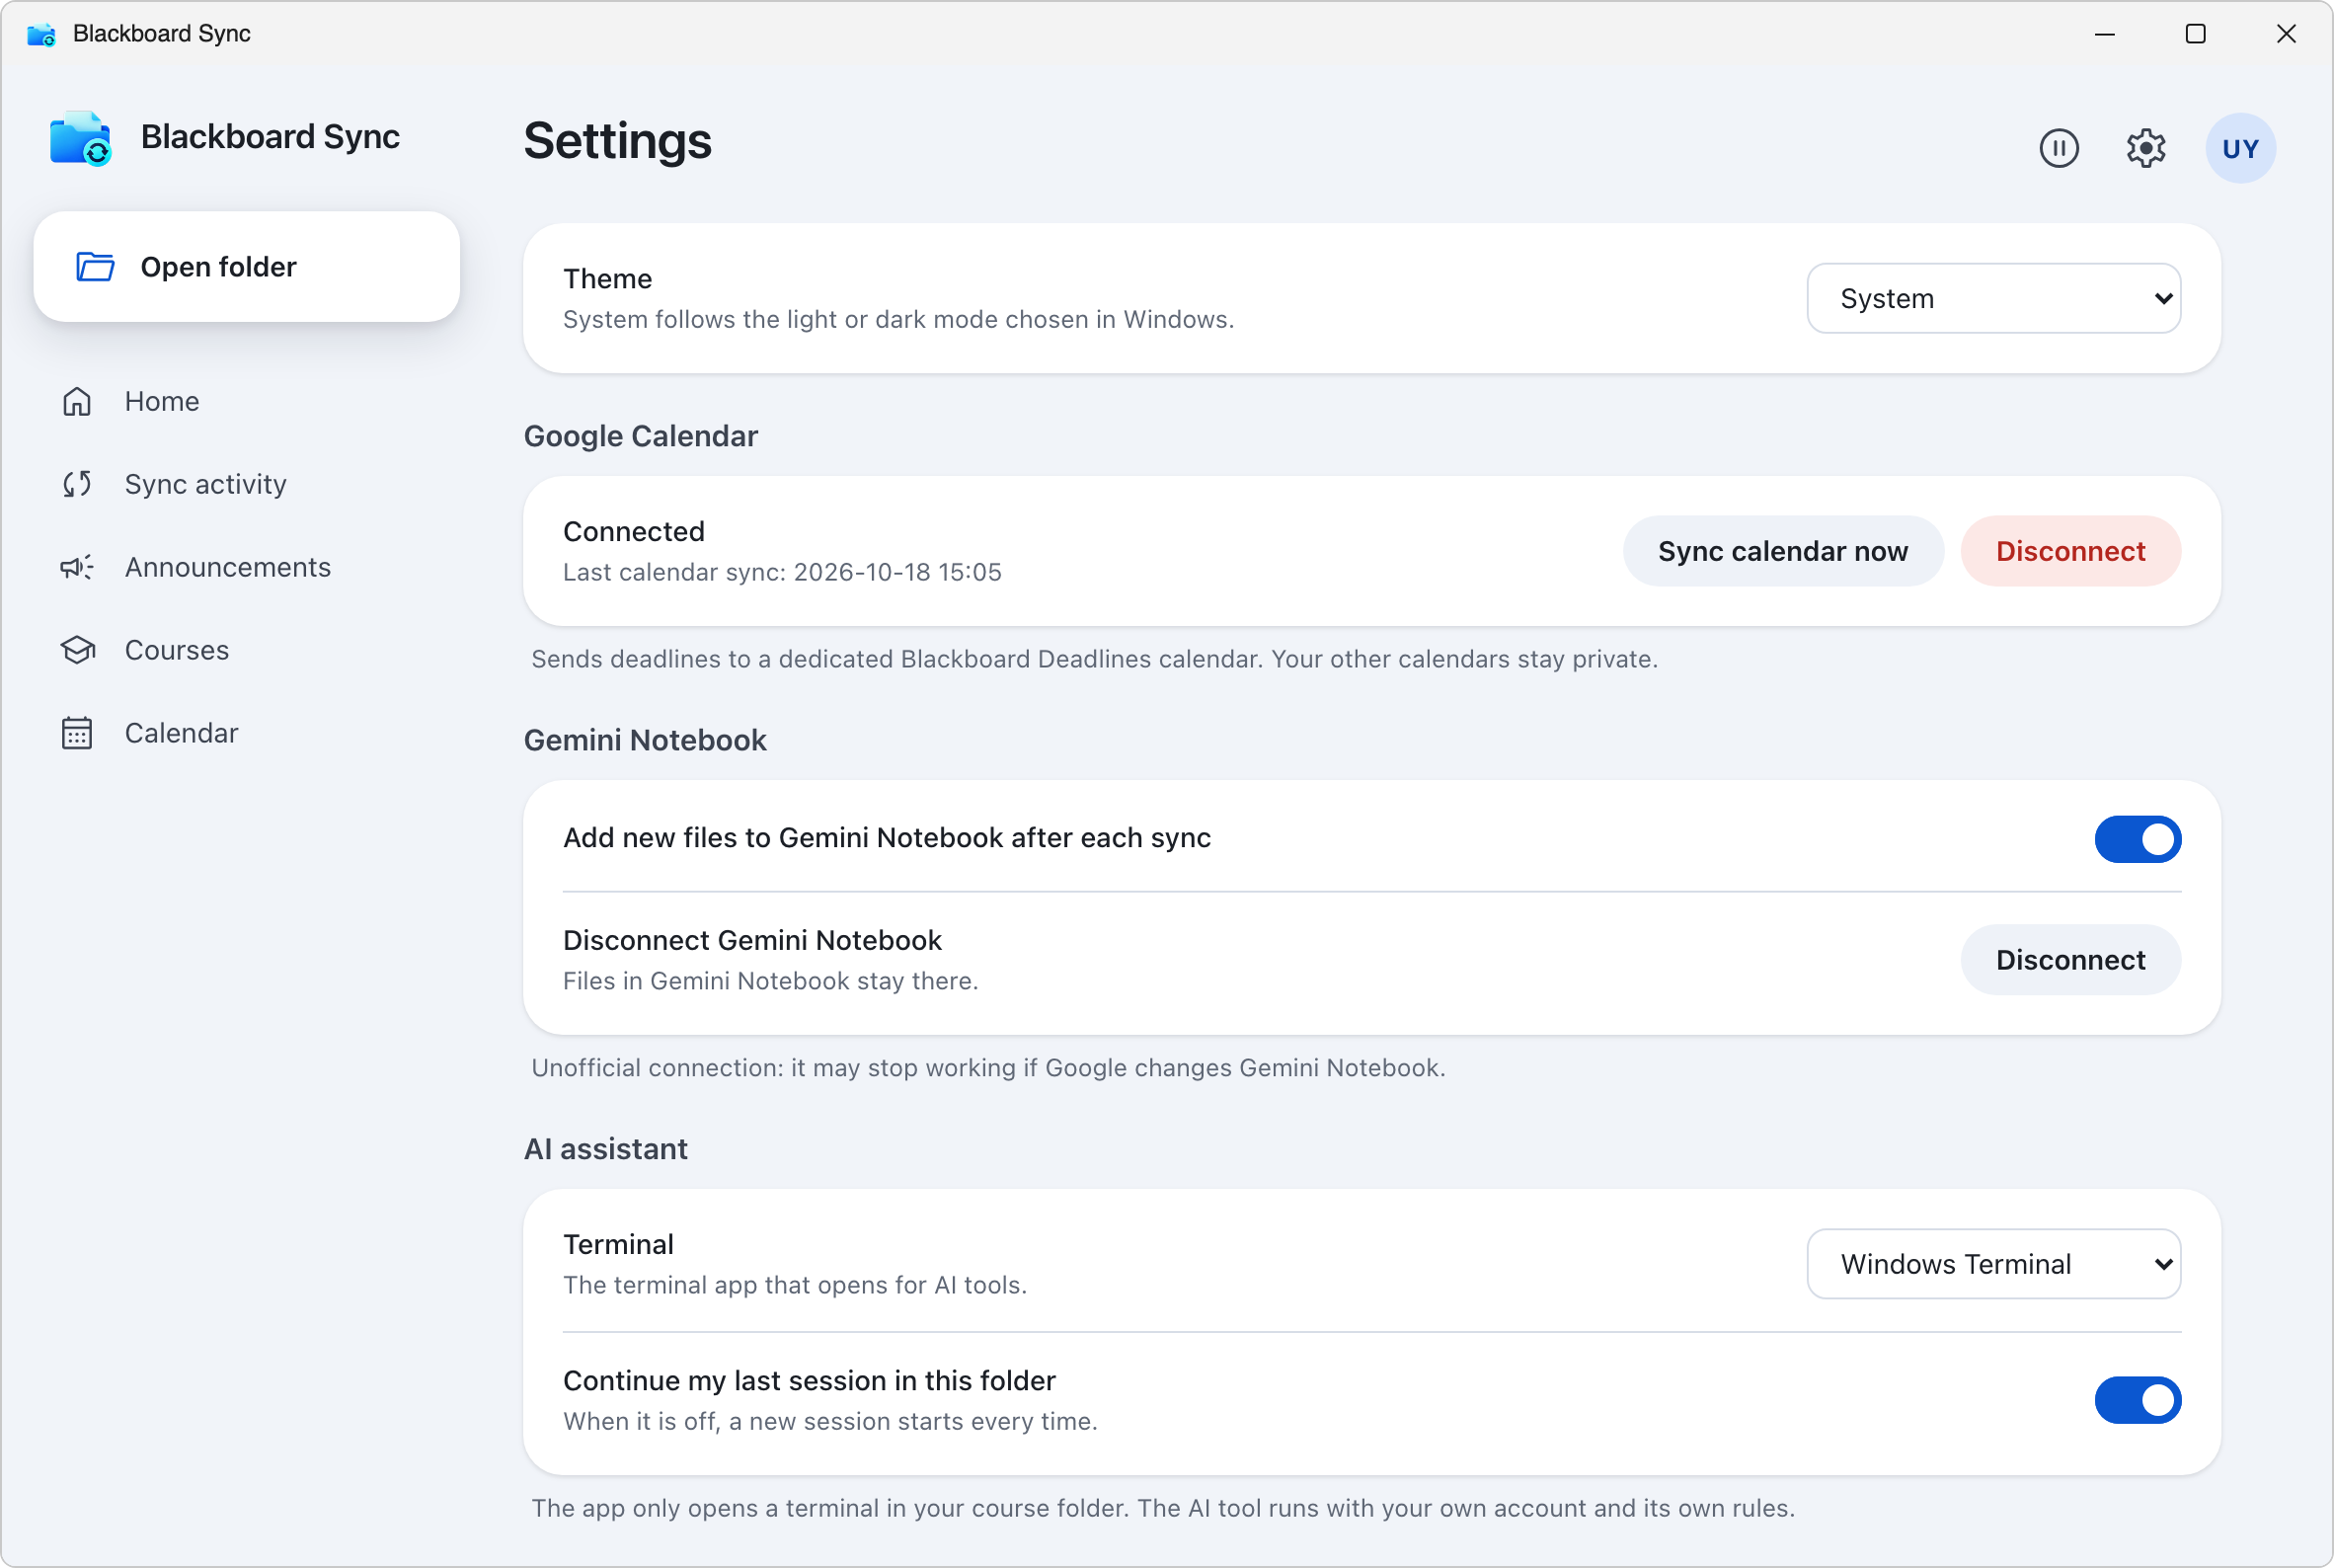 Blackboard Sync
Blackboard Sync
Open folder
Home
Sync activity
Announcements
Courses
Calendar
Settings
UY
Theme
System follows the light or dark mode chosen in Windows.
System
Google Calendar
Connected
Last calendar sync: 2026-10-18 15:05
Sync calendar now
Disconnect
Sends deadlines to a dedicated Blackboard Deadlines calendar. Your other calendars stay private.
Gemini Notebook
Add new files to Gemini Notebook after each sync
Disconnect Gemini Notebook
Files in Gemini Notebook stay there.
Disconnect
Unofficial connection: it may stop working if Google changes Gemini Notebook.
AI assistant
Terminal
The terminal app that opens for AI tools.
Windows Terminal
Continue my last session in this folder
When it is off, a new session starts every time.
The app only opens a terminal in your course folder. The AI tool runs with your own account and its own rules.